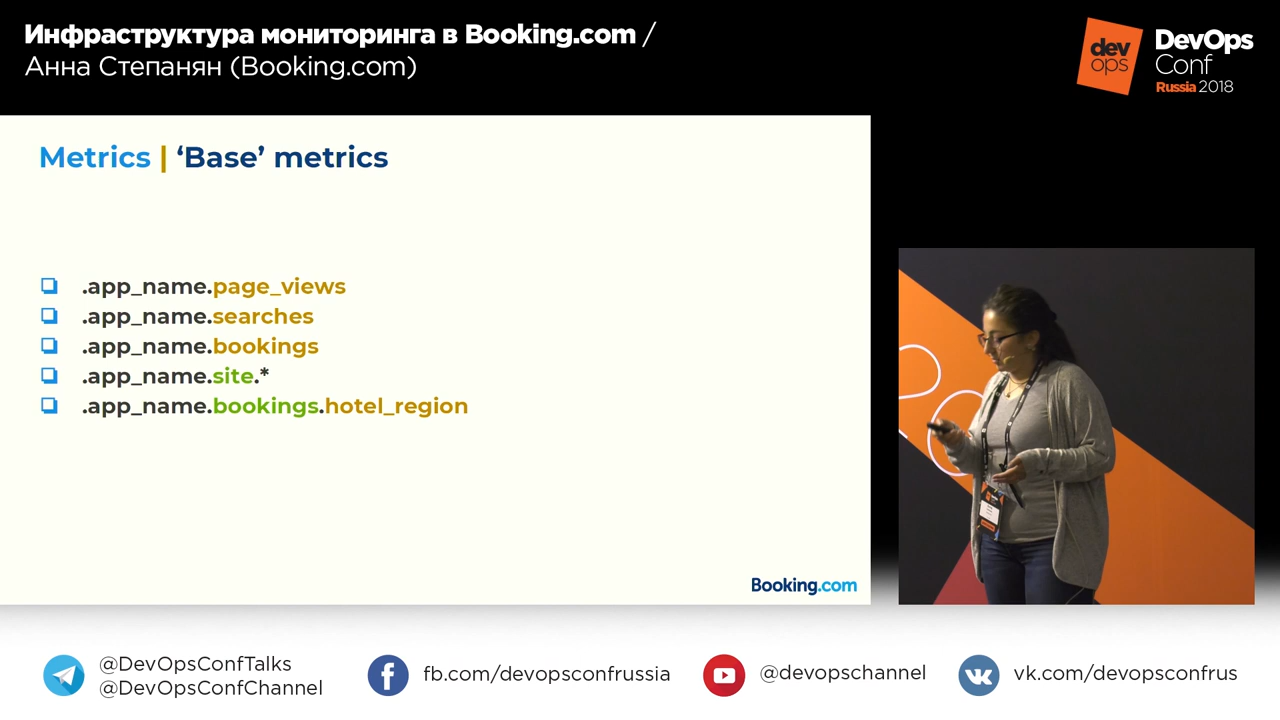 Инфраструктура мониторинга в Booking.com /
Анна Степанян (Booking.com)
dev
ops
DevOps
Conf
Russia 2018
Metrics | ‘Base’ metrics
.app_name.page_views
.app_name.searches
.app_name.bookings
.app_name.site.*
.app_name.bookings.hotel_region
Booking.com
@DevOpsConfTalks
@DevOpsConfChannel
fb.com/devopsconfrussia
@devopschannel
vk.com/devopsconfrus